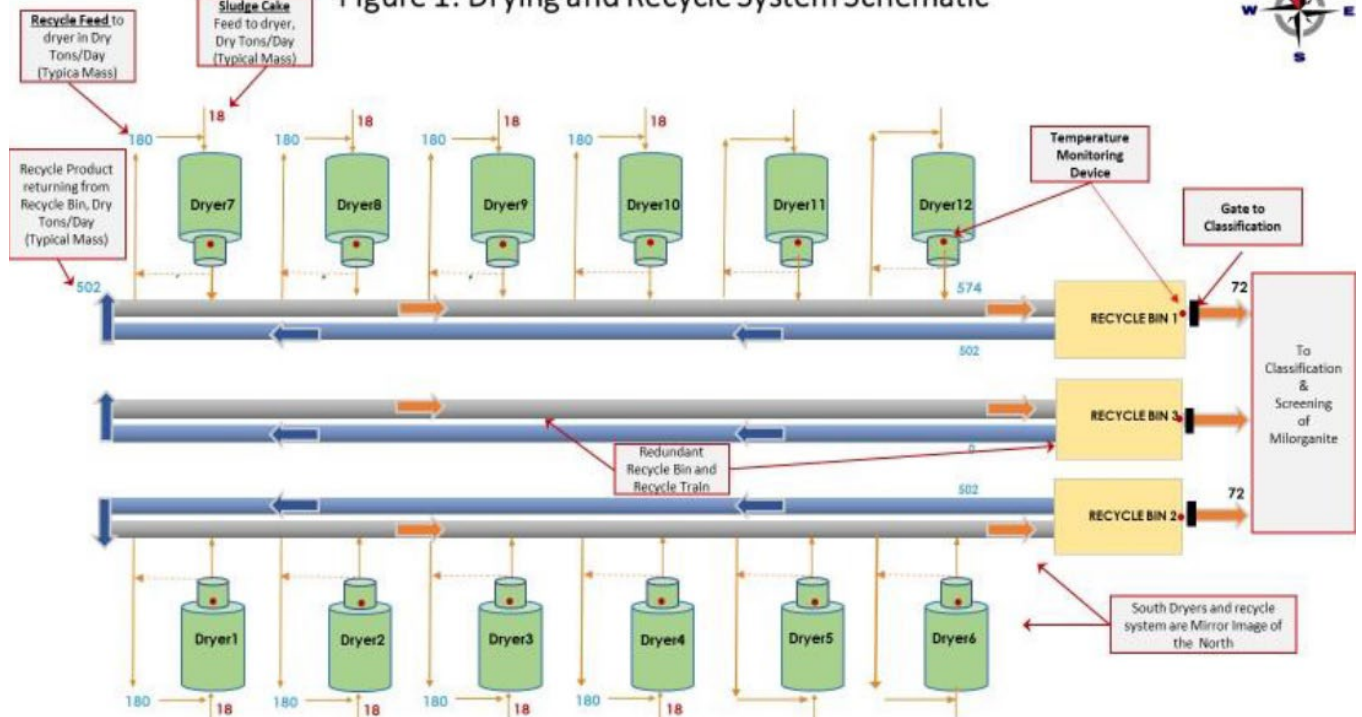 Figure 1: Drying and Recycle System Schematic
W
E
S
Recycle Feed to
dryer in Dry
Tons/Day
(Typica Mass)
Sludge Cake
Feed to dryer,
Dry Tons/Day
(Typical Mass)
18
18
18
18
180
180
180
180
Recycle Product
returning from
Recycle Bin, Dry
Tons/Day
(Typical Mass)
Dryer7
Dryer8
Dryer9
Dryer10
Dryer11
Dryer12
Temperature
Monitoring
Device
Gate to
Classification
502
574
72
RECYCLE BIN 1
502
To
Classification
&
Screening
of
Milorganite
RECYCLE BIN 3
0
Redundant
Recycle Bin and
Recycle Train
502
72
RECYCLE BIN 2
Dryer1
Dryer2
Dryer3
Dryer4
Dryer5
Dryer6
South Dryers and recycle
system are Mirror Image of
the North
180
18
180
18
180
18
180
18